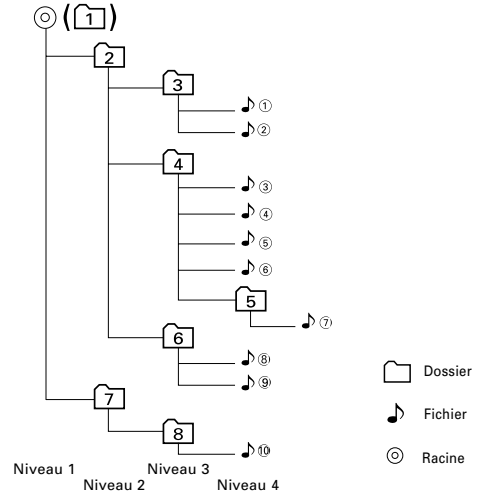 (1)
2
3
①
②
4
③
④
⑤
⑥
5
⑦
6
⑧
⑨
7
8
⑩
Dossier
Fichier
Racine
Niveau 1
Niveau 2
Niveau 3
Niveau 4